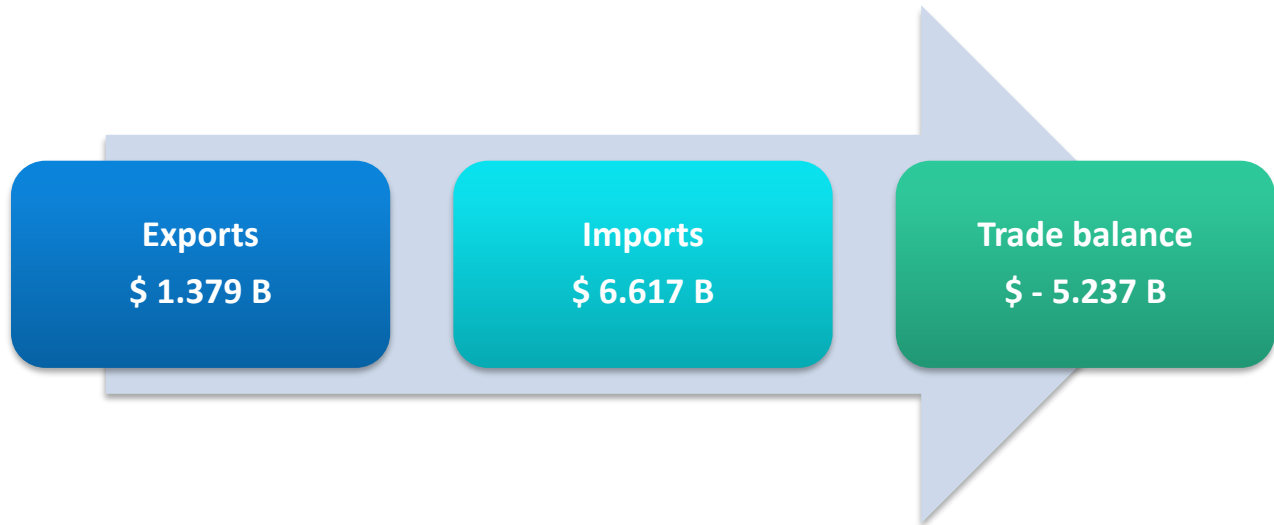 Exports
$ 1.379 B
Imports
$ 6.617 B
Trade balance
$ - 5.237 B